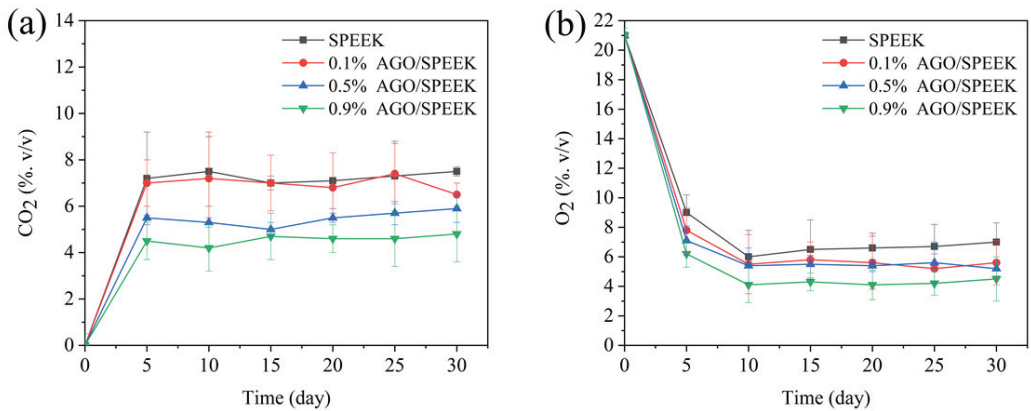 (a)
14
12
10
8
6
4
2
0
CO2 (%. v/v)
SPEEK
0.1% AGO/SPEEK
0.5% AGO/SPEEK
0.9% AGO/SPEEK
0 5 10 15 20 25 30
Time (day)
(b)
22
20
18
16
14
12
10
8
6
4
2
0
O2 (%. v/v)
SPEEK
0.1% AGO/SPEEK
0.5% AGO/SPEEK
0.9% AGO/SPEEK
0 5 10 15 20 25 30
Time (day)